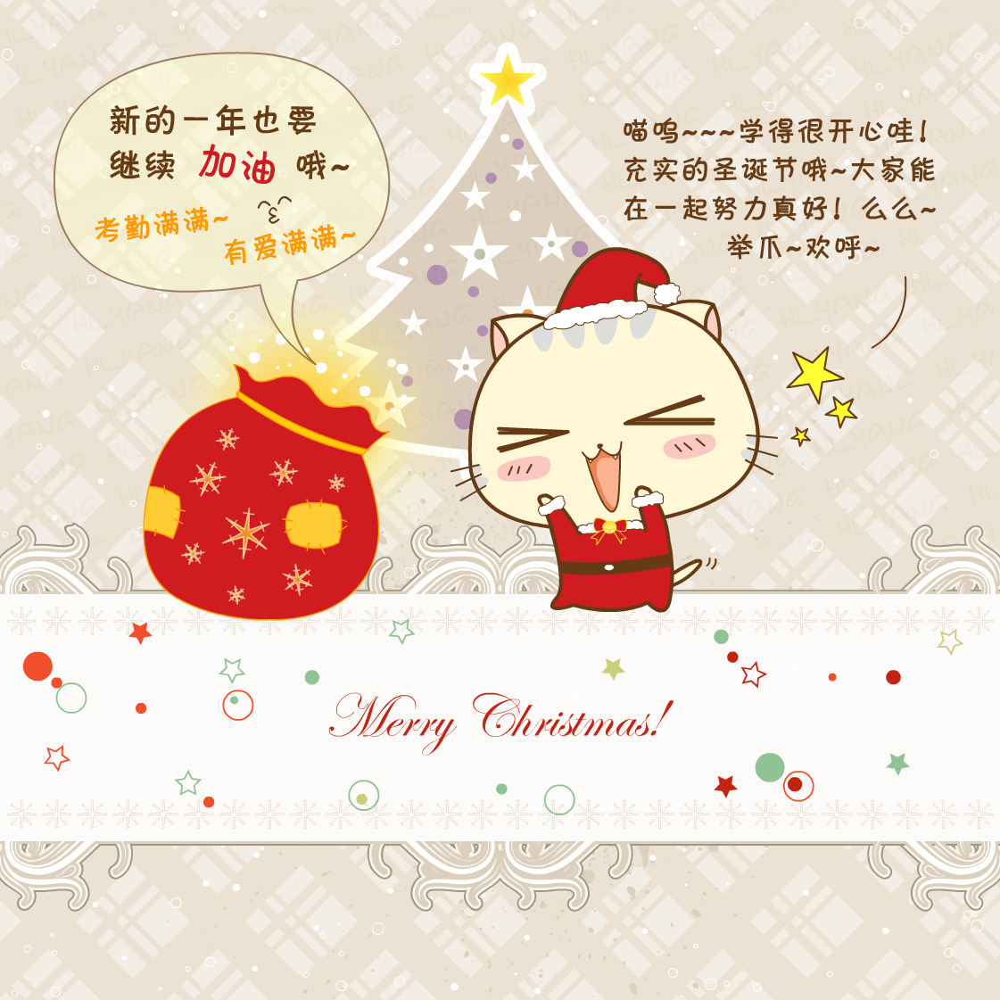 新的一年也要
继续 加油 哦~
考勤满满~
有爱满满~
喵呜~~~学得很开心哇!
充实的圣诞节哦~大家能
在一起努力真好! 么么~
举爪~欢呼~
Merry Christmas!
HL-YANG